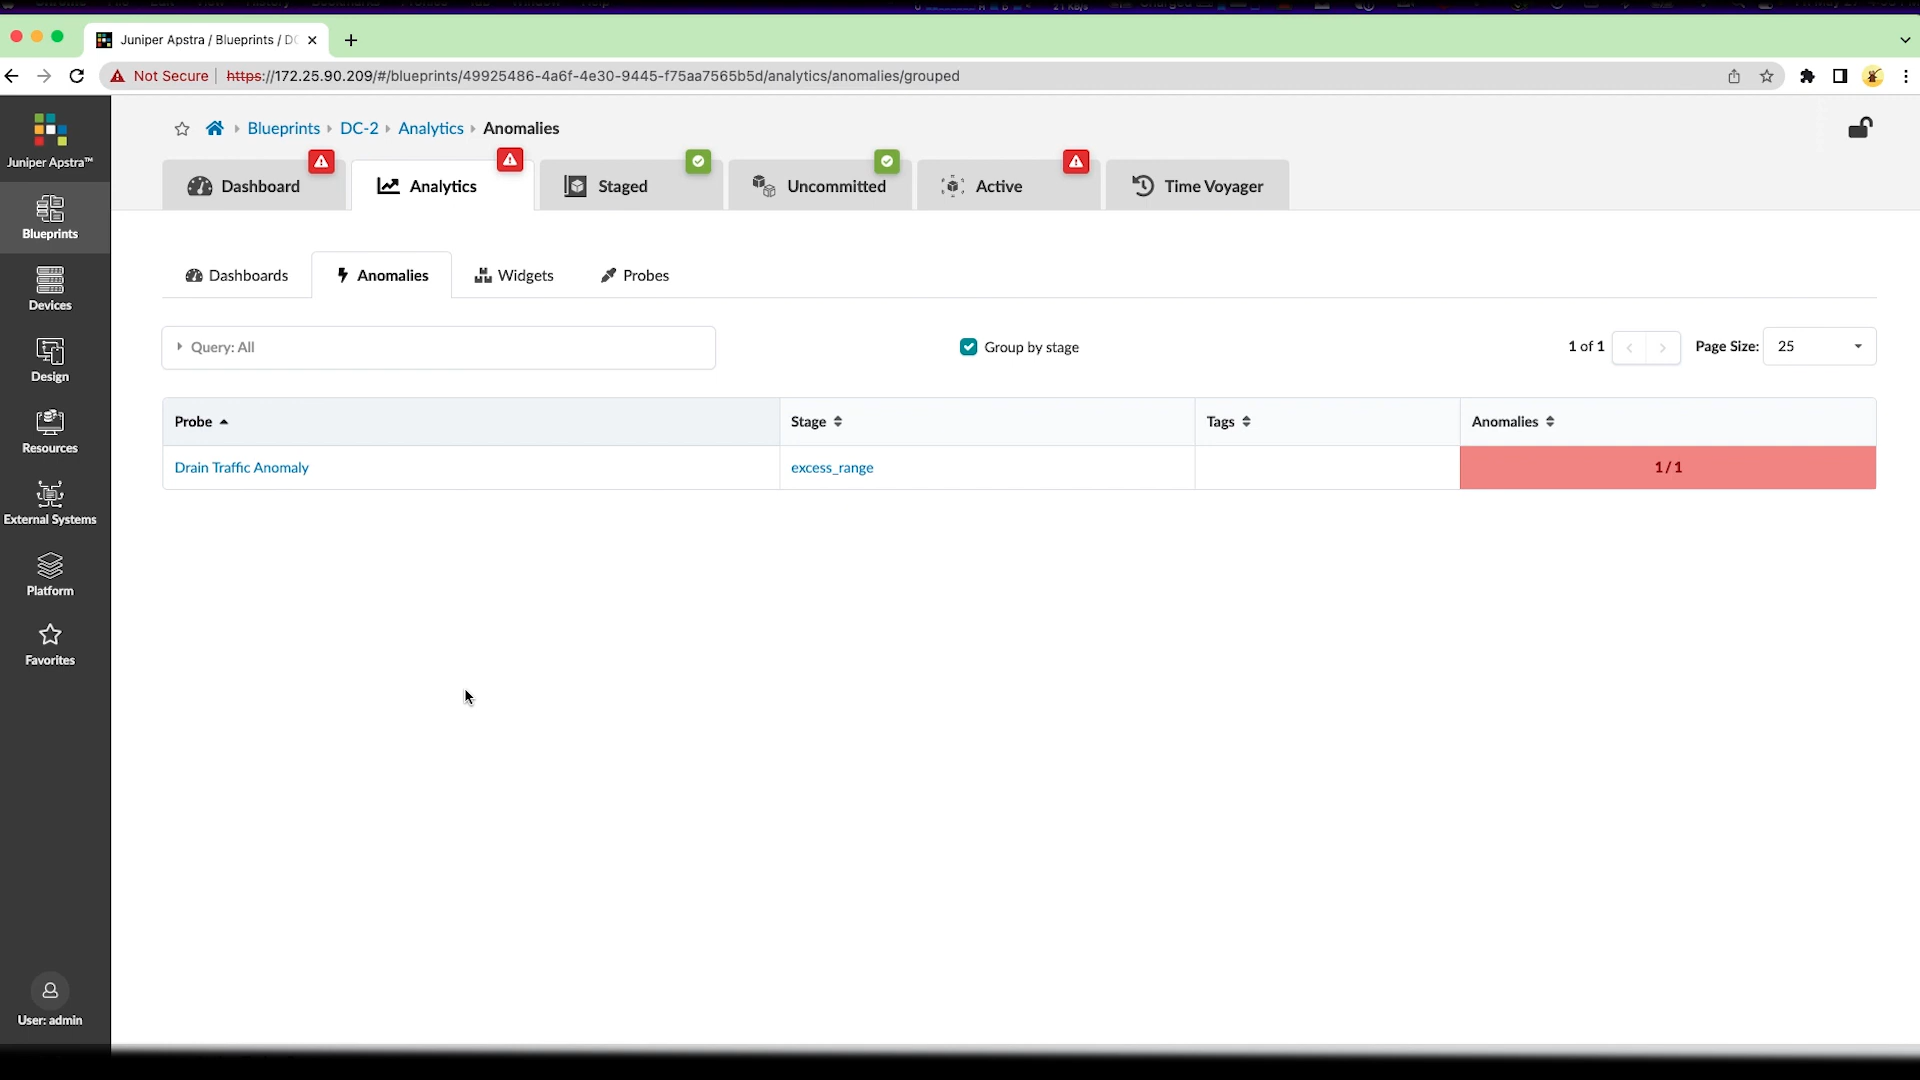 Juniper Apstra / Blueprints / DC
Not Secure
https://172.25.90.209/#/blueprints/49925486-4a6f-4e30-9445-f75aa7565b5d/analytics/anomalies/grouped
Juniper Apstra™
Blueprints
Devices
Design
Resources
External Systems
Platform
Favorites
User: admin
Blueprints DC-2 Analytics Anomalies
Dashboard Analytics Staged Uncommitted Active Time Voyager
Dashboards Anomalies Widgets Probes
Query: All Group by stage 1 of 1 Page Size: 25
Probe Stage Tags Anomalies
Drain Traffic Anomaly excess_range 1 / 1